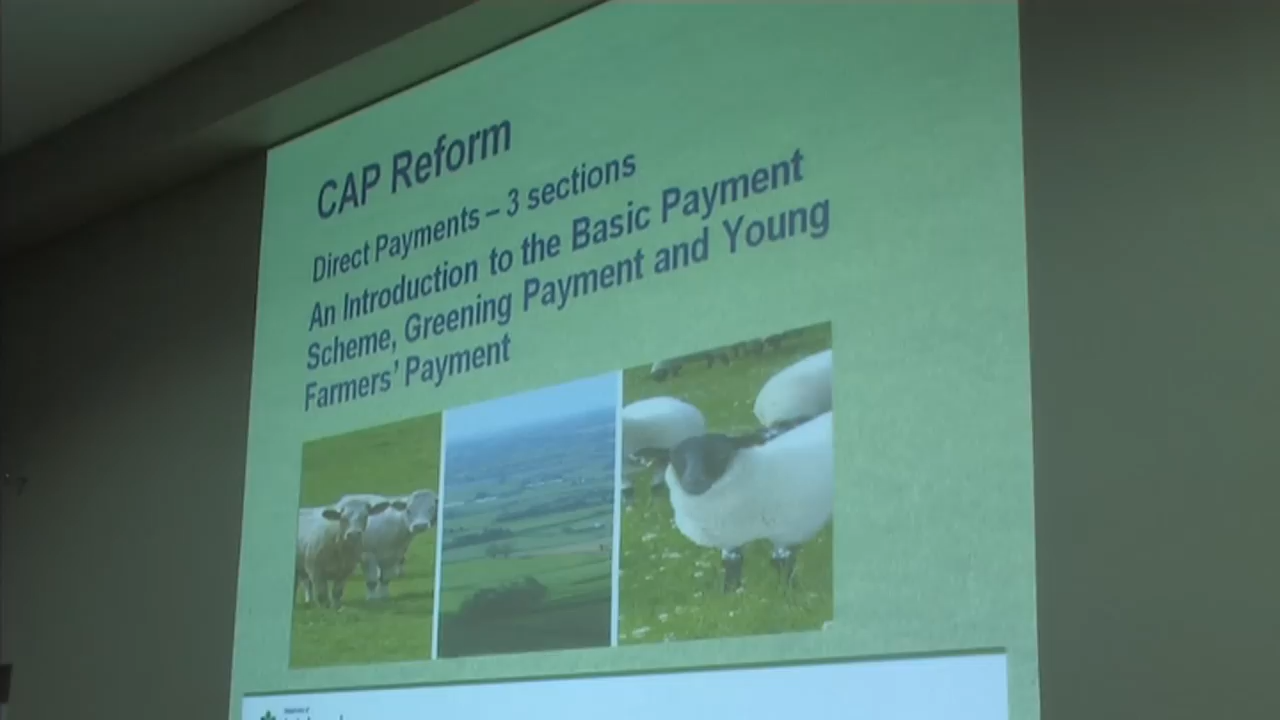 CAP Reform
Direct Payments – 3 sections
An Introduction to the Basic Payment
Scheme, Greening Payment and Young
Farmers' Payment